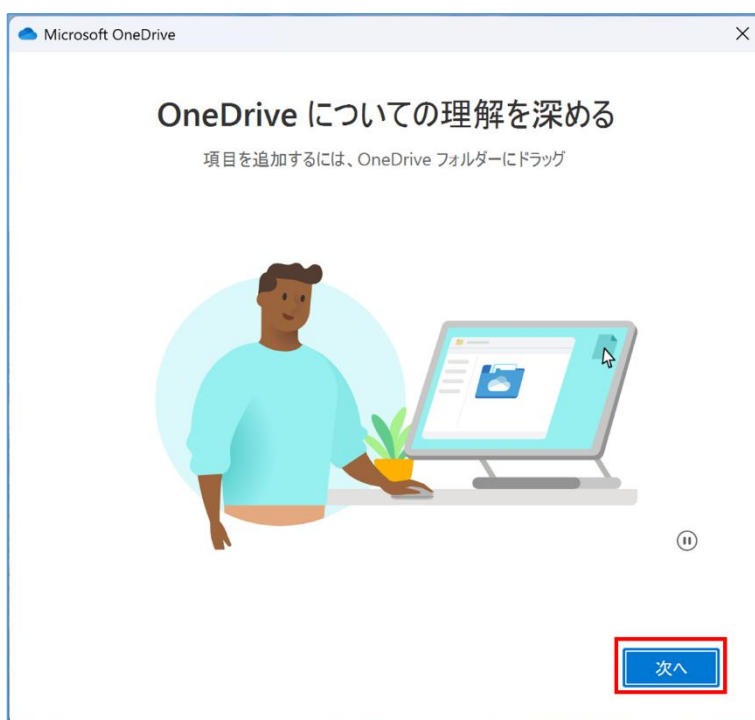 Microsoft OneDrive
OneDrive についての理解を深める
項目を追加するには、OneDrive フォルダーにドラッグ
次へ